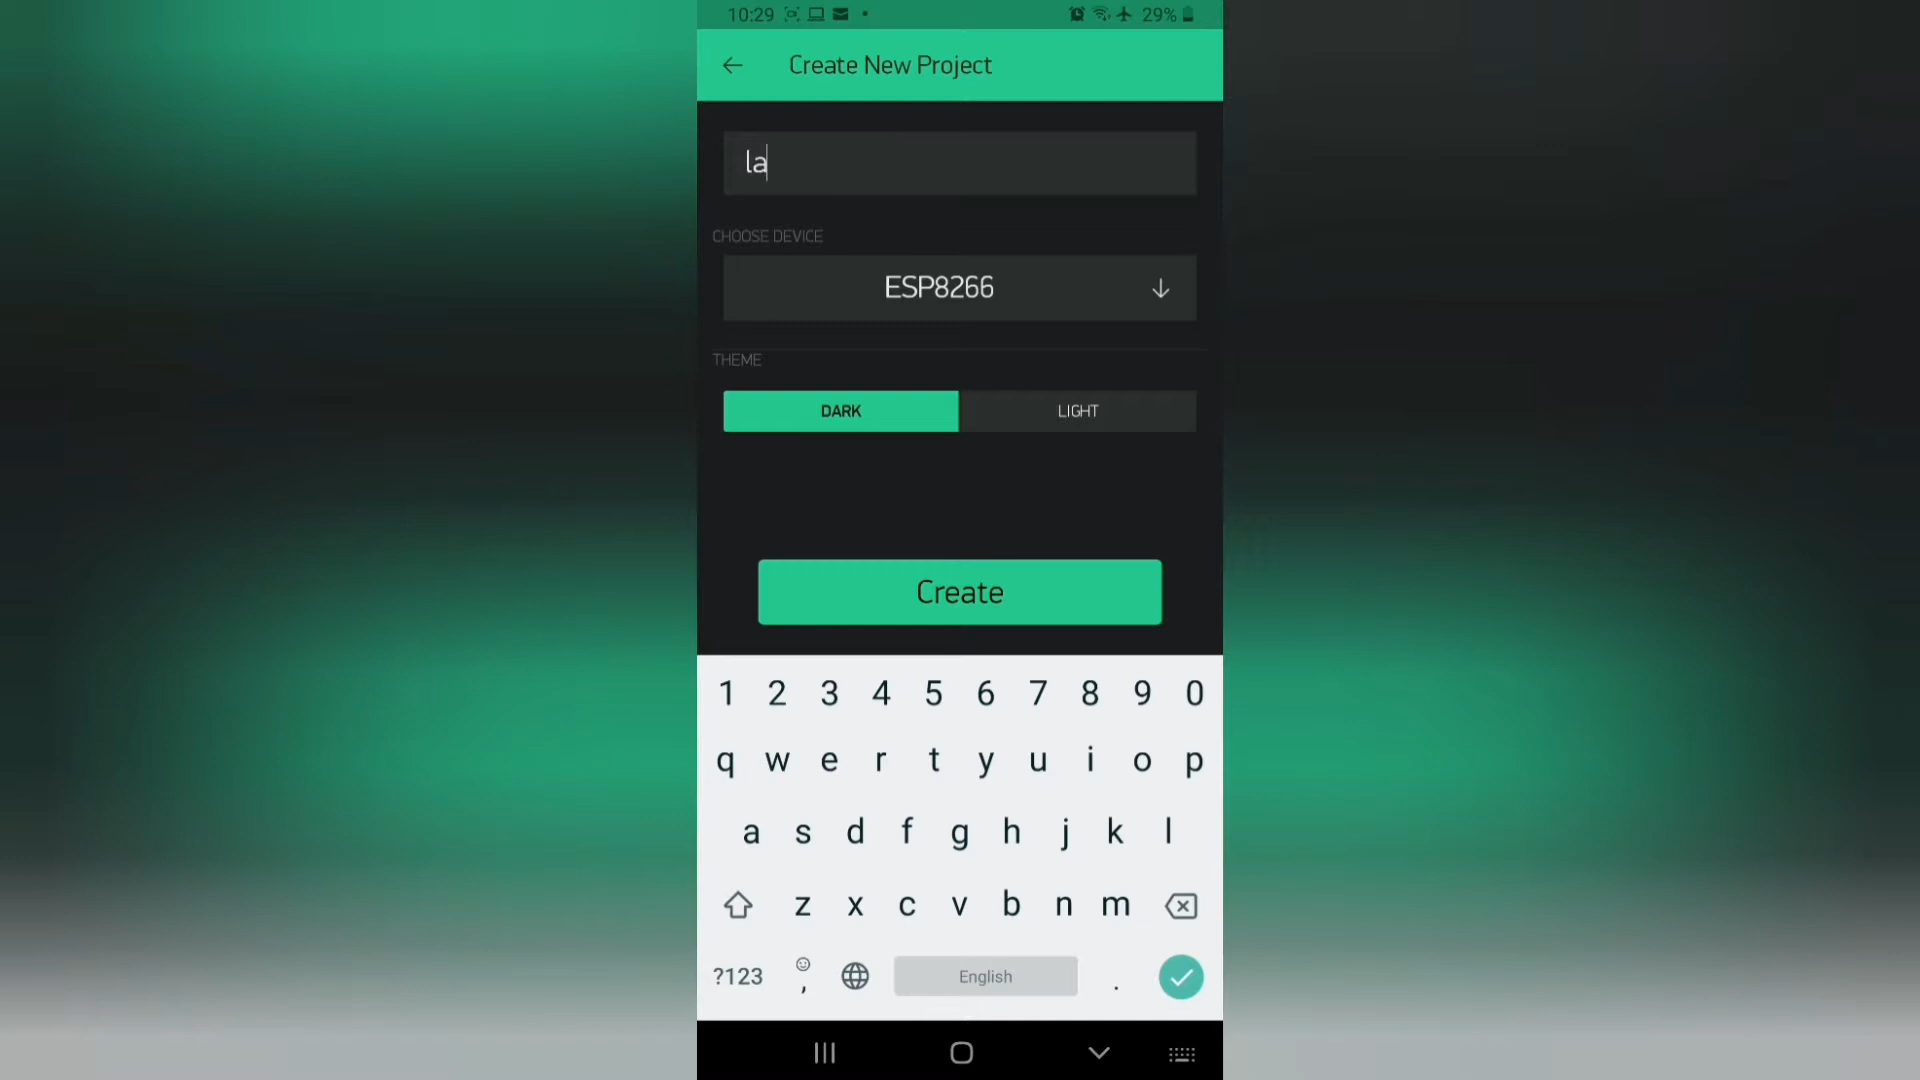 10:29 29%
Create New Project
la
CHOOSE DEVICE
ESP8266
THEME
DARK LIGHT
Create
1 2 3 4 5 6 7 8 9 0
q w e r t y u i o p
a s d f g h j k l
z x c v b n m
?123 , English .